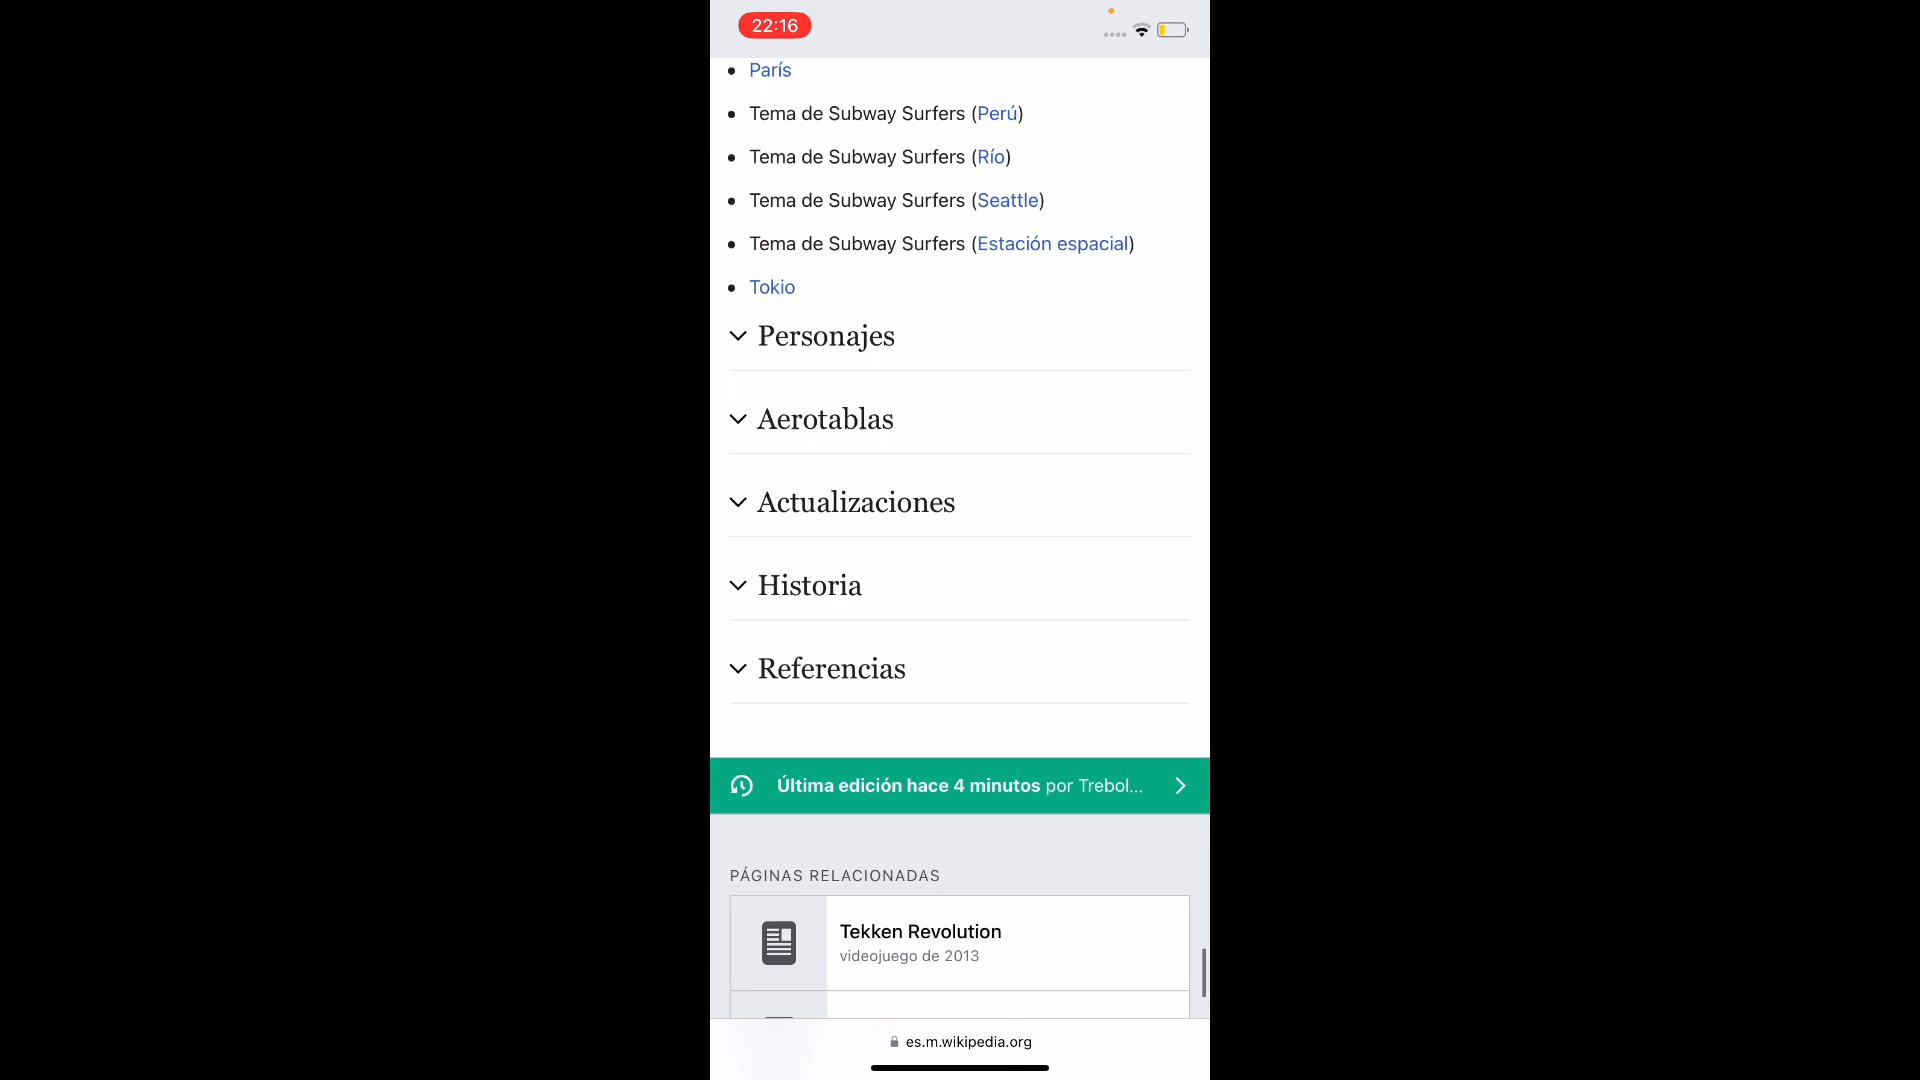 22:16
París
Tema de Subway Surfers (Perú)
Tema de Subway Surfers (Río)
Tema de Subway Surfers (Seattle)
Tema de Subway Surfers (Estación espacial)
Tokio
Personajes
Aerotablas
Actualizaciones
Historia
Referencias
Última edición hace 4 minutos por Trebol...
PÁGINAS RELACIONADAS
Tekken Revolution
videojuego de 2013
es.m.wikipedia.org